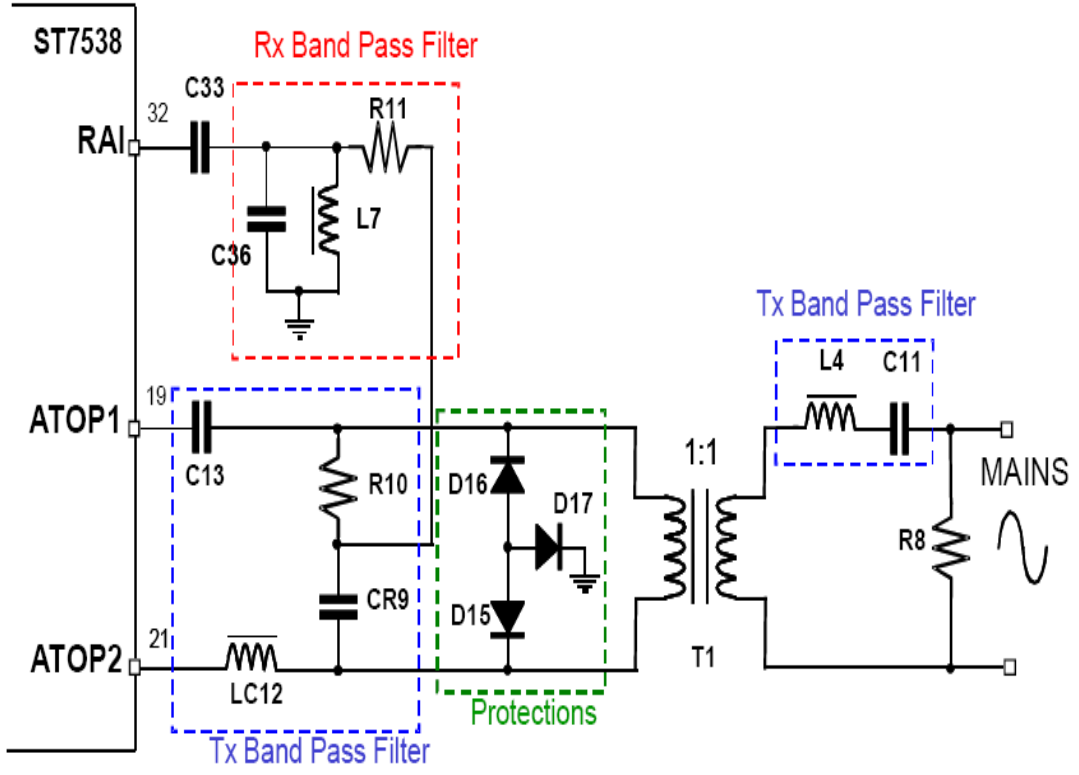 ST7538
Rx Band Pass Filter
C33
32
R11
RAI
L7
C36
Tx Band Pass Filter
L4
C11
19
ATOP1
C13
R10
D16
D17
1:1
MAINS
R8
CR9
D15
21
ATOP2
LC12
T1
Protections
Tx Band Pass Filter